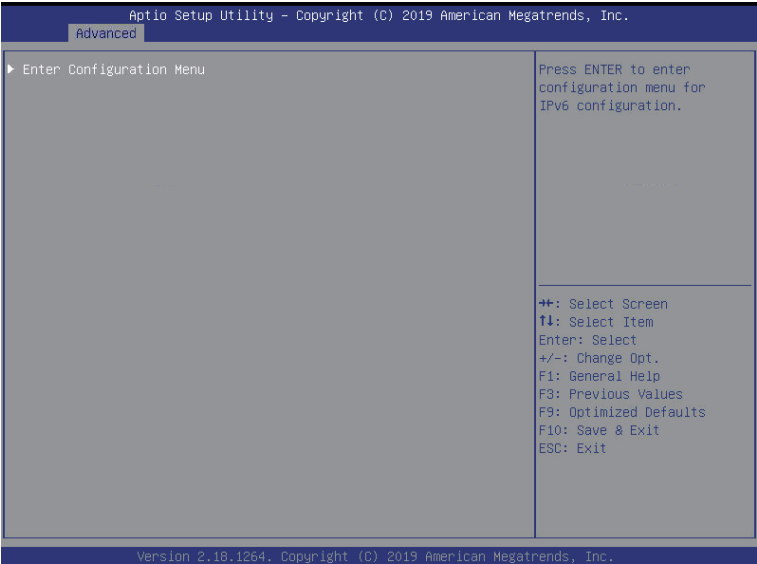 Aptio Setup Utility – Copyright (C) 2019 American Megatrends, Inc.
Advanced
▶ Enter Configuration Menu
Press ENTER to enter
configuration menu for
IPv6 configuration.
→←: Select Screen
↑↓: Select Item
Enter: Select
+/-: Change Opt.
F1: General Help
F3: Previous Values
F9: Optimized Defaults
F10: Save & Exit
ESC: Exit
Version 2.18.1264. Copyright (C) 2019 American Megatrends, Inc.